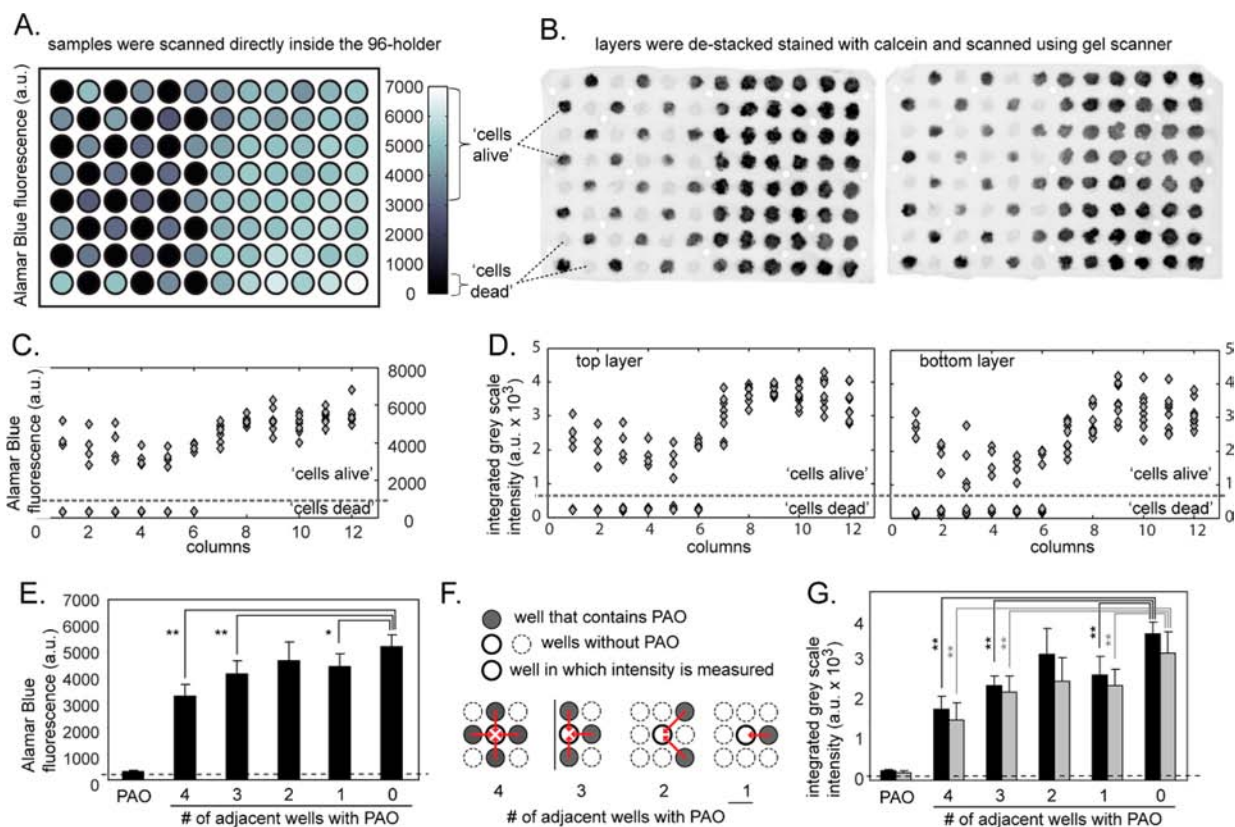 A.
samples were scanned directly inside the 96-holder
Alamar Blue fluorescence (a.u.)
7000
6000
5000
4000
3000
2000
1000
0
'cells
alive'
'cells
dead'
B.
layers were de-stacked stained with calcein and scanned using gel scanner
C.
Alamar Blue
fluorescence (a.u.)
8000
6000
4000
2000
0
'cells alive'
'cells dead'
0 2 4 6 8 10 12
columns
D.
integrated grey scale
intensity (a.u. x 10³)
5
4
3
2
1
0
top layer
'cells alive'
'cells dead'
0 2 4 6 8 10 12
columns
bottom layer
'cells alive'
'cells dead'
5
4
3
2
1
0
0 2 4 6 8 10 12
columns
E.
Alamar Blue
fluorescence (a.u.)
7000
6000
5000
4000
3000
2000
1000
0
** ** *
PAO 4 3 2 1 0
# of adjacent wells with PAO
F.
well that contains PAO
wells without PAO
well in which intensity is measured
4 3 2 1
# of adjacent wells with PAO
G.
integrated grey scale
intensity (a.u. x 10³)
4
3
2
1
0
** ** ** ** ** **
PAO 4 3 2 1 0
# of adjacent wells with PAO